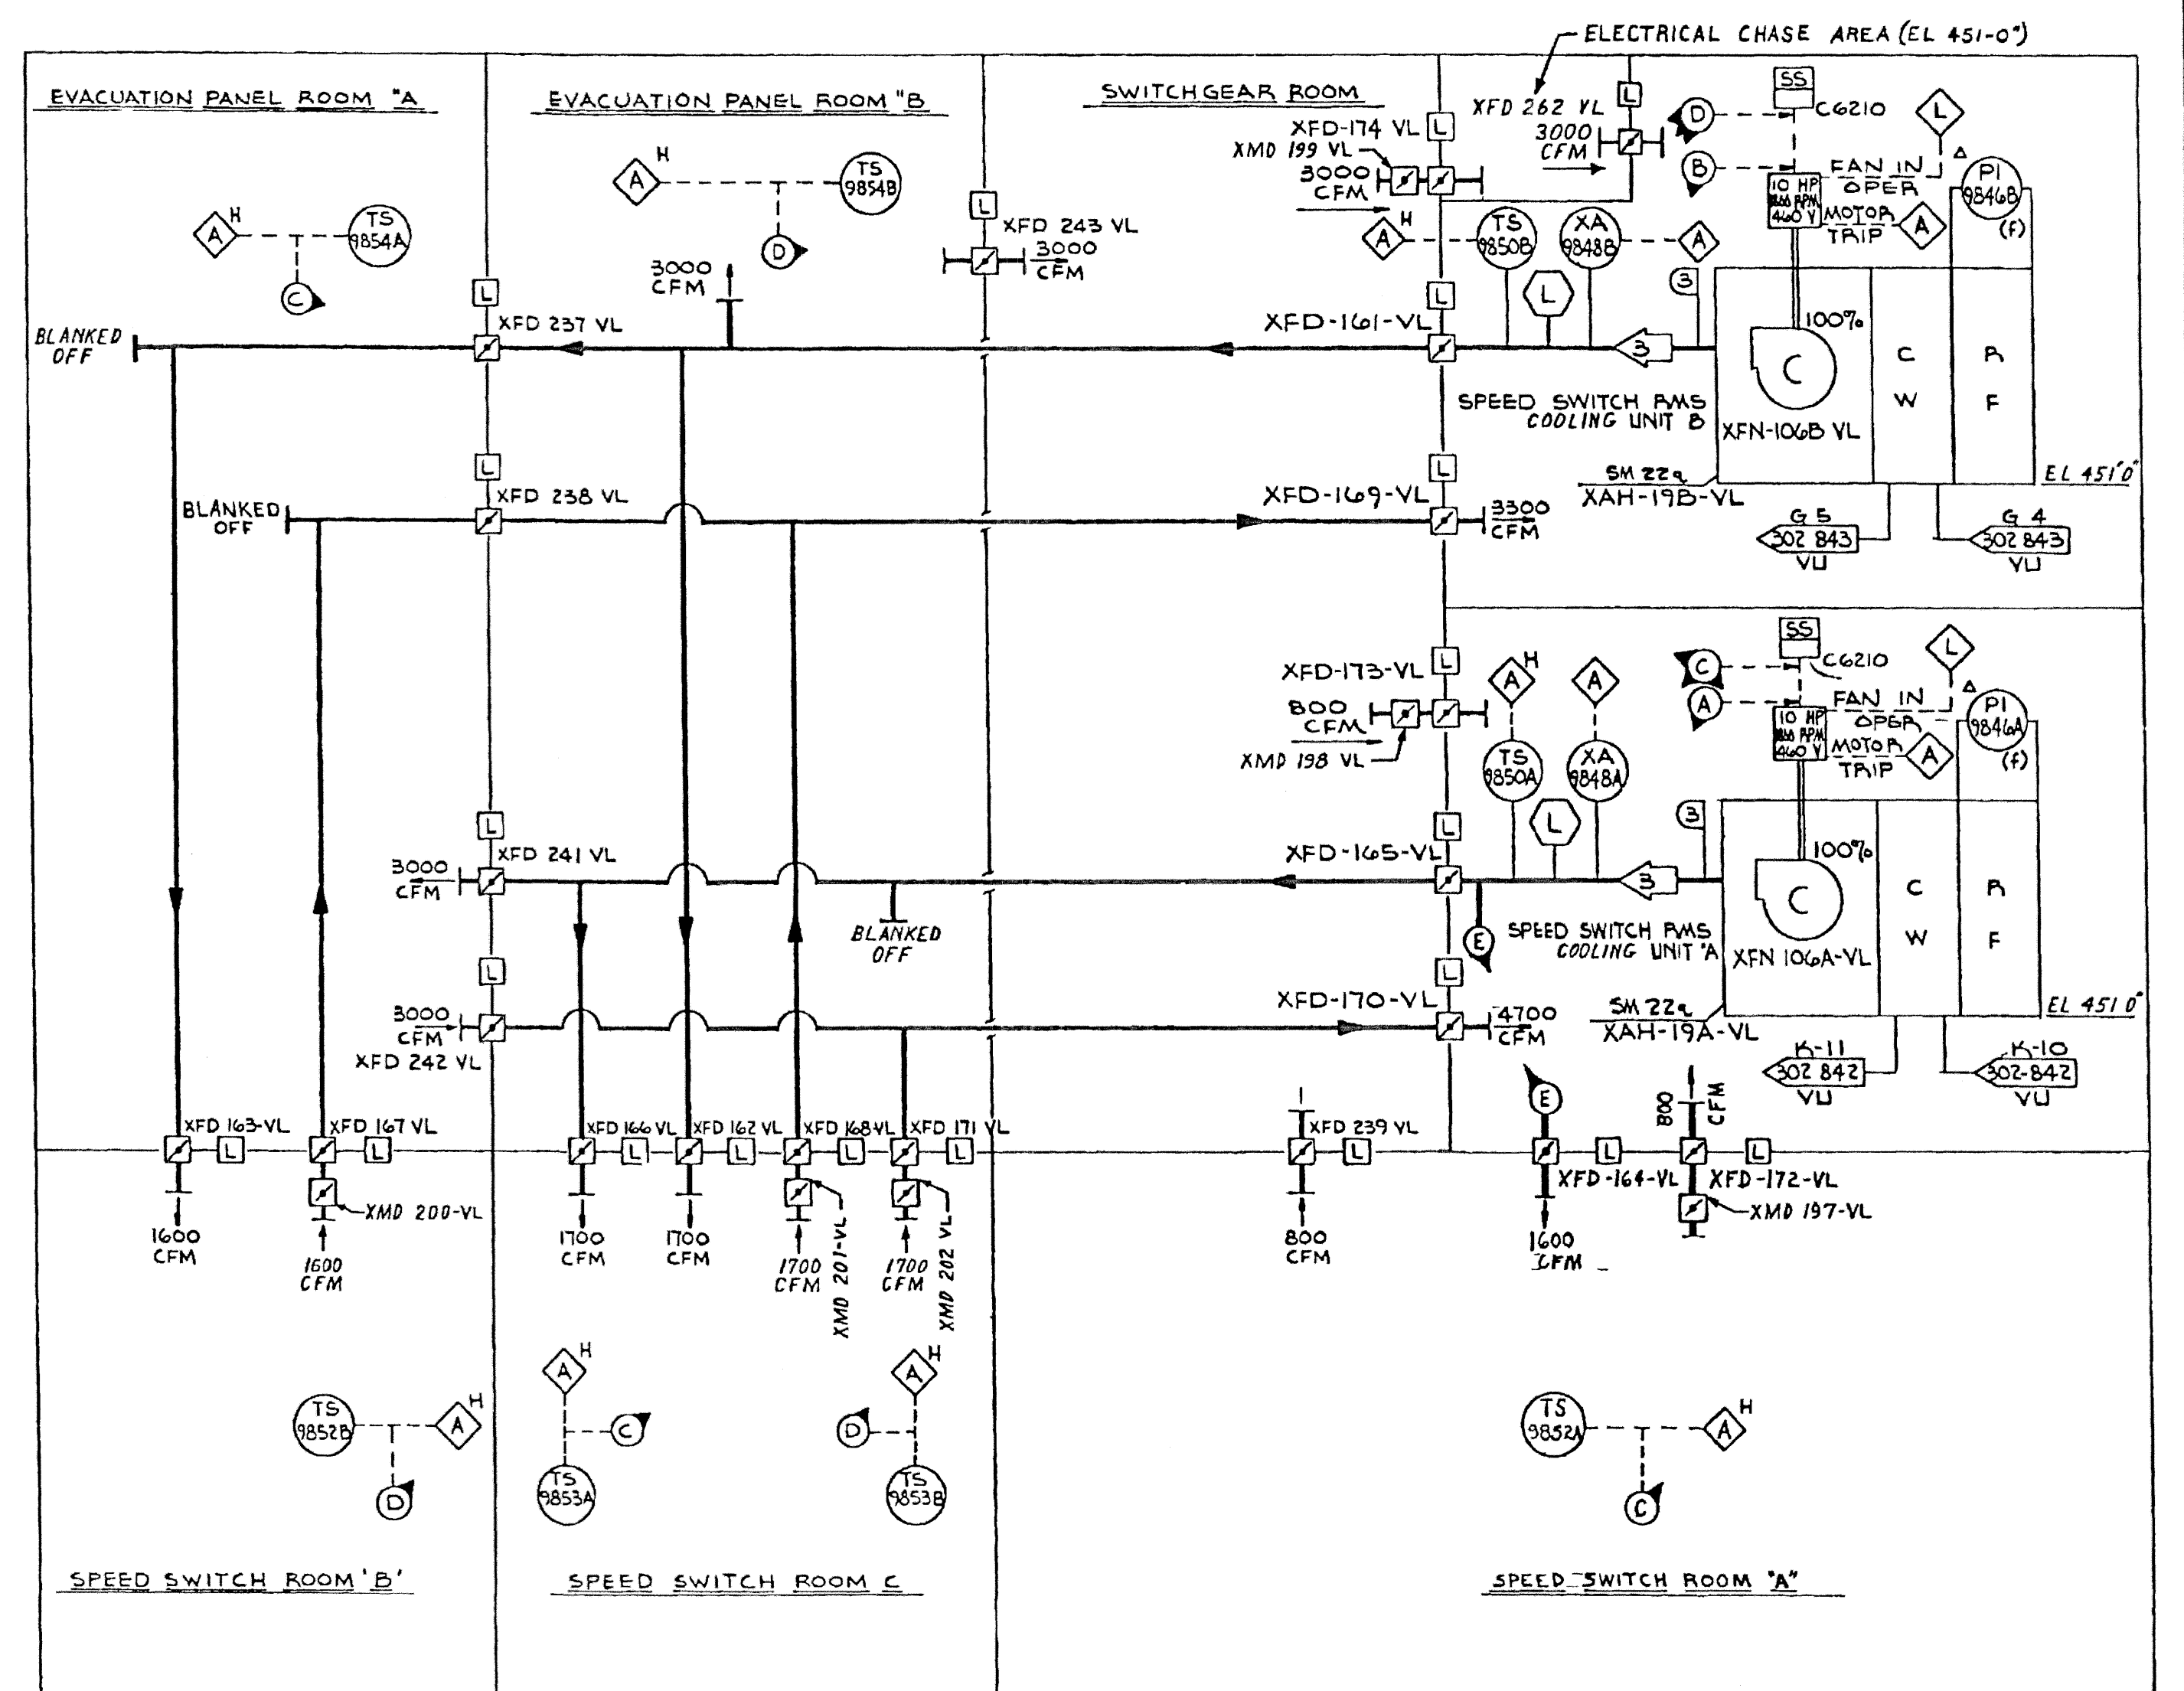 ELECTRICAL CHASE AREA (EL 451-0")
EVACUATION PANEL ROOM "A
EVACUATION PANEL ROOM "B
SWITCHGEAR ROOM
XFD 262 VL
L
3000
CFM
XFD-174 VL
L
XMD 199 VL
3000
CFM
SS
C6210
D
B
L
FAN IN
OPER
10 HP
460 V
MOTOR
TRIP
A
Δ
PI
9846B
(f)
A
H
TS
9854B
D
A
H
TS
9854A
C
L
XFD 243 VL
3000
CFM
A
H
TS
9850B
XA
9848B
A
L
3
3
100%
C
C
W
R
F
XFN-106B VL
SPEED SWITCH RMS
COOLING UNIT B
SM 22q
XAH-19B-VL
EL 451'0"
G 5
302 843
VU
G 4
302 843
VU
3000
CFM
BLANKED
OFF
L
XFD 237 VL
XFD-161-VL
L
BLANKED
OFF
L
XFD 238 VL
XFD-169-VL
L
3300
CFM
XFD-173-VL
L
800
CFM
XMD 198 VL
A
H
A
TS
9850A
XA
9848A
L
SS
C6210
C
A
L
FAN IN
OPER
10 HP
460 V
MOTOR
TRIP
A
Δ
PI
9846A
(f)
3
3
100%
C
C
W
R
F
XFN 106A-VL
E
SPEED SWITCH RMS
COOLING UNIT "A
SM 22q
XAH-19A-VL
EL 451 0"
K-11
302 842
VU
K-10
302-842
VU
L
XFD 241 VL
3000
CFM
XFD-165-VL
L
BLANKED
OFF
L
3000
CFM
XFD 242 VL
XFD-170-VL
L
4700
CFM
XFD 163-VL
L
1600
CFM
XFD 167 VL
L
XMD 200-VL
1600
CFM
XFD 166 VL
L
1700
CFM
XFD 162 VL
L
1700
CFM
XFD 168-VL
L
1700
CFM
XMD 201-VL
XFD 171 VL
L
1700
CFM
XMD 202 VL
XFD 239 VL
L
800
CFM
E
XFD-164-VL
L
1600
CFM
800
CFM
XFD-172-VL
L
XMD 197-VL
TS
9852B
A
H
D
A
H
C
TS
9853A
A
H
D
TS
9853B
TS
9852A
A
H
C
SPEED SWITCH ROOM 'B'
SPEED SWITCH ROOM C
SPEED SWITCH ROOM "A"